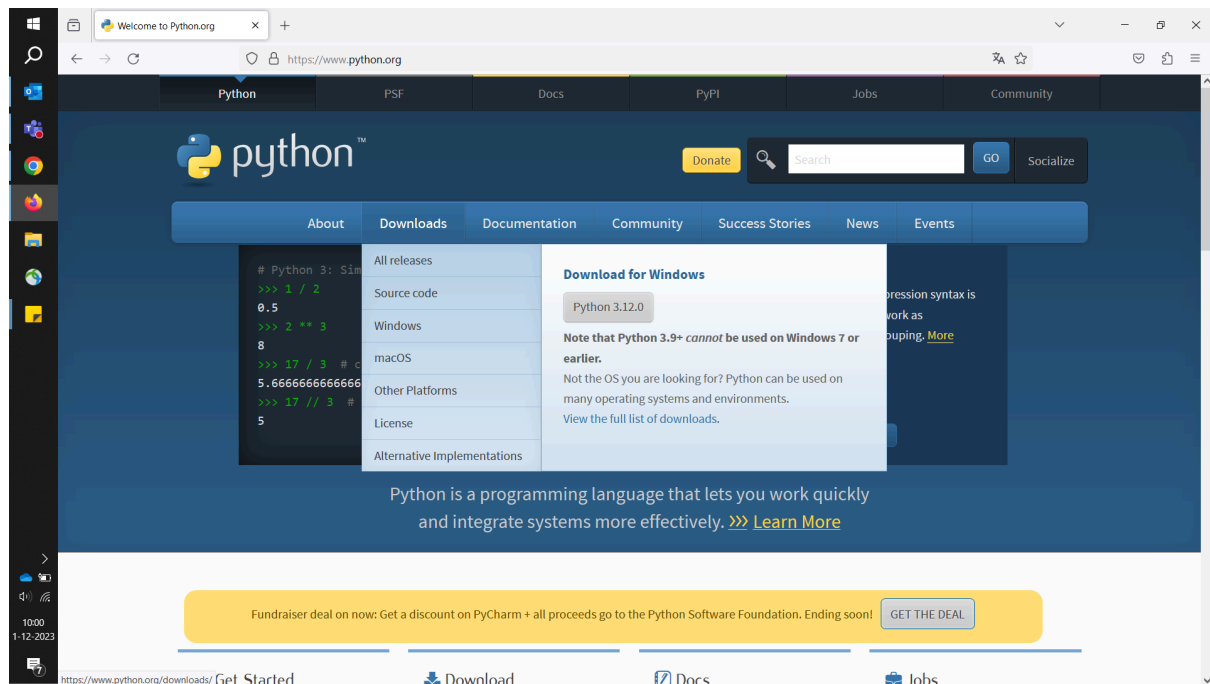 Welcome to Python.org
https://www.python.org
Python PSF Docs PyPI Jobs Community
python™
Donate Search GO Socialize
About Downloads Documentation Community Success Stories News Events
All releases
Source code
Windows
macOS
Other Platforms
License
Alternative Implementations
Download for Windows
Python 3.12.0
Note that Python 3.9+ cannot be used on Windows 7 or
earlier.
Not the OS you are looking for? Python can be used on
many operating systems and environments.
View the full list of downloads.
# Python 3: Sim
>>> 1 / 2
0.5
>>> 2 ** 3
8
>>> 17 / 3 # c
5.6666666666666
>>> 17 // 3 #
5
pression syntax is
work as
ouping. More
Python is a programming language that lets you work quickly
and integrate systems more effectively. >>> Learn More
Fundraiser deal on now: Get a discount on PyCharm + all proceeds go to the Python Software Foundation. Ending soon! GET THE DEAL
Get Started Download Docs Jobs
https://www.python.org/downloads/
10:00
1-12-2023
7